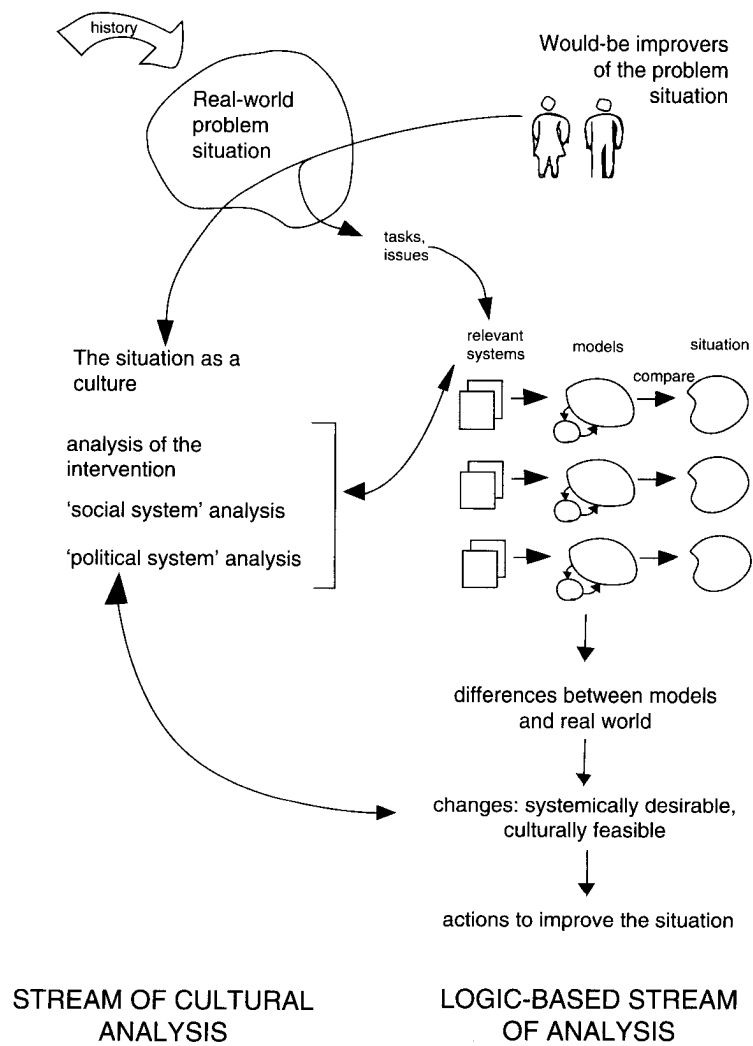 history
Real-world
problem
situation
Would-be improvers
of the problem
situation
tasks,
issues
The situation as a
culture
analysis of the
intervention
'social system' analysis
'political system' analysis
relevant
systems
models
situation
compare
differences between models
and real world
changes: systemically desirable,
culturally feasible
actions to improve the situation
STREAM OF CULTURAL
ANALYSIS
LOGIC-BASED STREAM
OF ANALYSIS